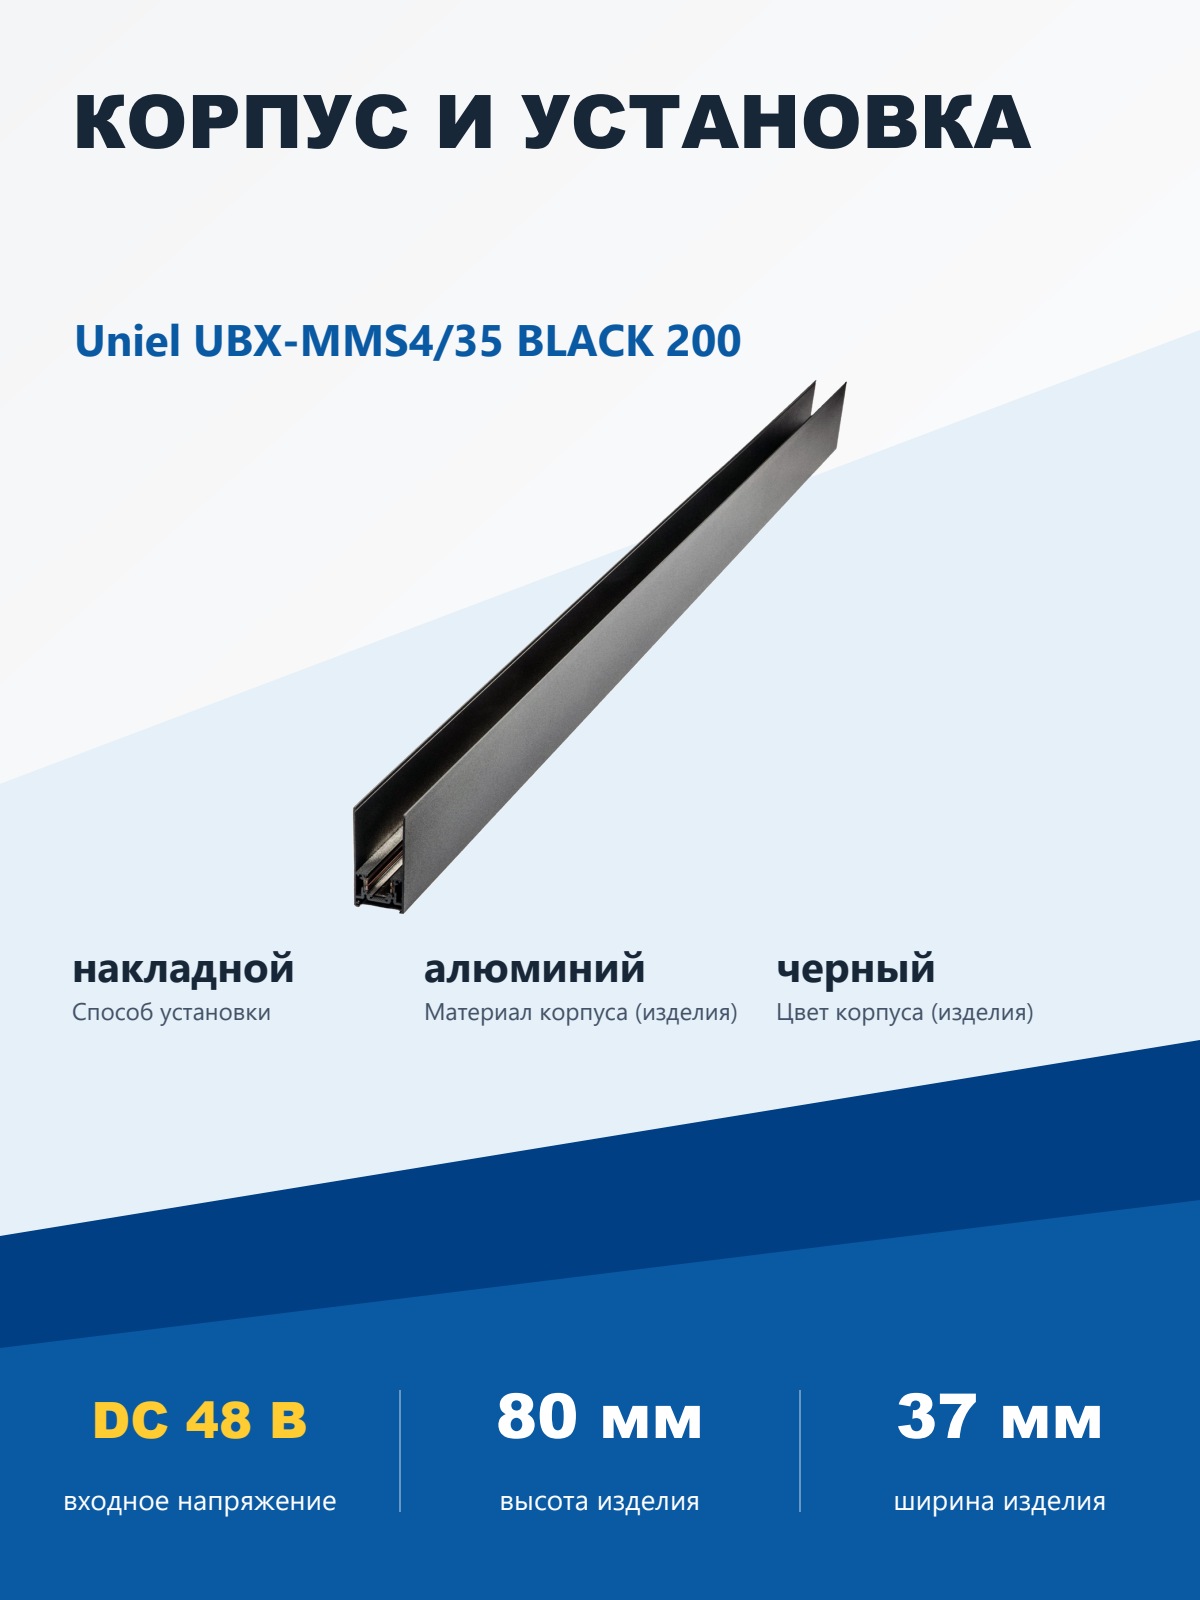 КОРПУС И УСТАНОВКА
Uniel UBX-MMS4/35 BLACK 200
накладной
Способ установки
алюминий
Материал корпуса (изделия)
черный
Цвет корпуса (изделия)
DC 48 В
входное напряжение
80 мм
высота изделия
37 мм
ширина изделия